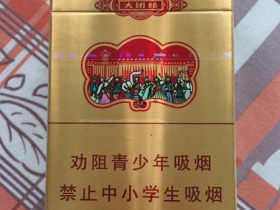 大团结
劝阻青少年吸烟
禁止中小学生吸烟